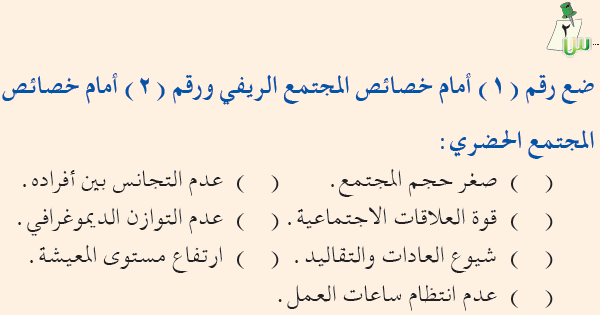 س ٢
ضع رقم ( ١ ) أمام خصائص المجتمع الريفي ورقم ( ٢ ) أمام خصائص
المجتمع الحضري :
( ) صغر حجم المجتمع. ( ) عدم التجانس بين أفراده.
( ) قوة العلاقات الاجتماعية. ( ) عدم التوازن الديموغرافي.
( ) شيوع العادات والتقاليد. ( ) ارتفاع مستوى المعيشة.
( ) عدم انتظام ساعات العمل.